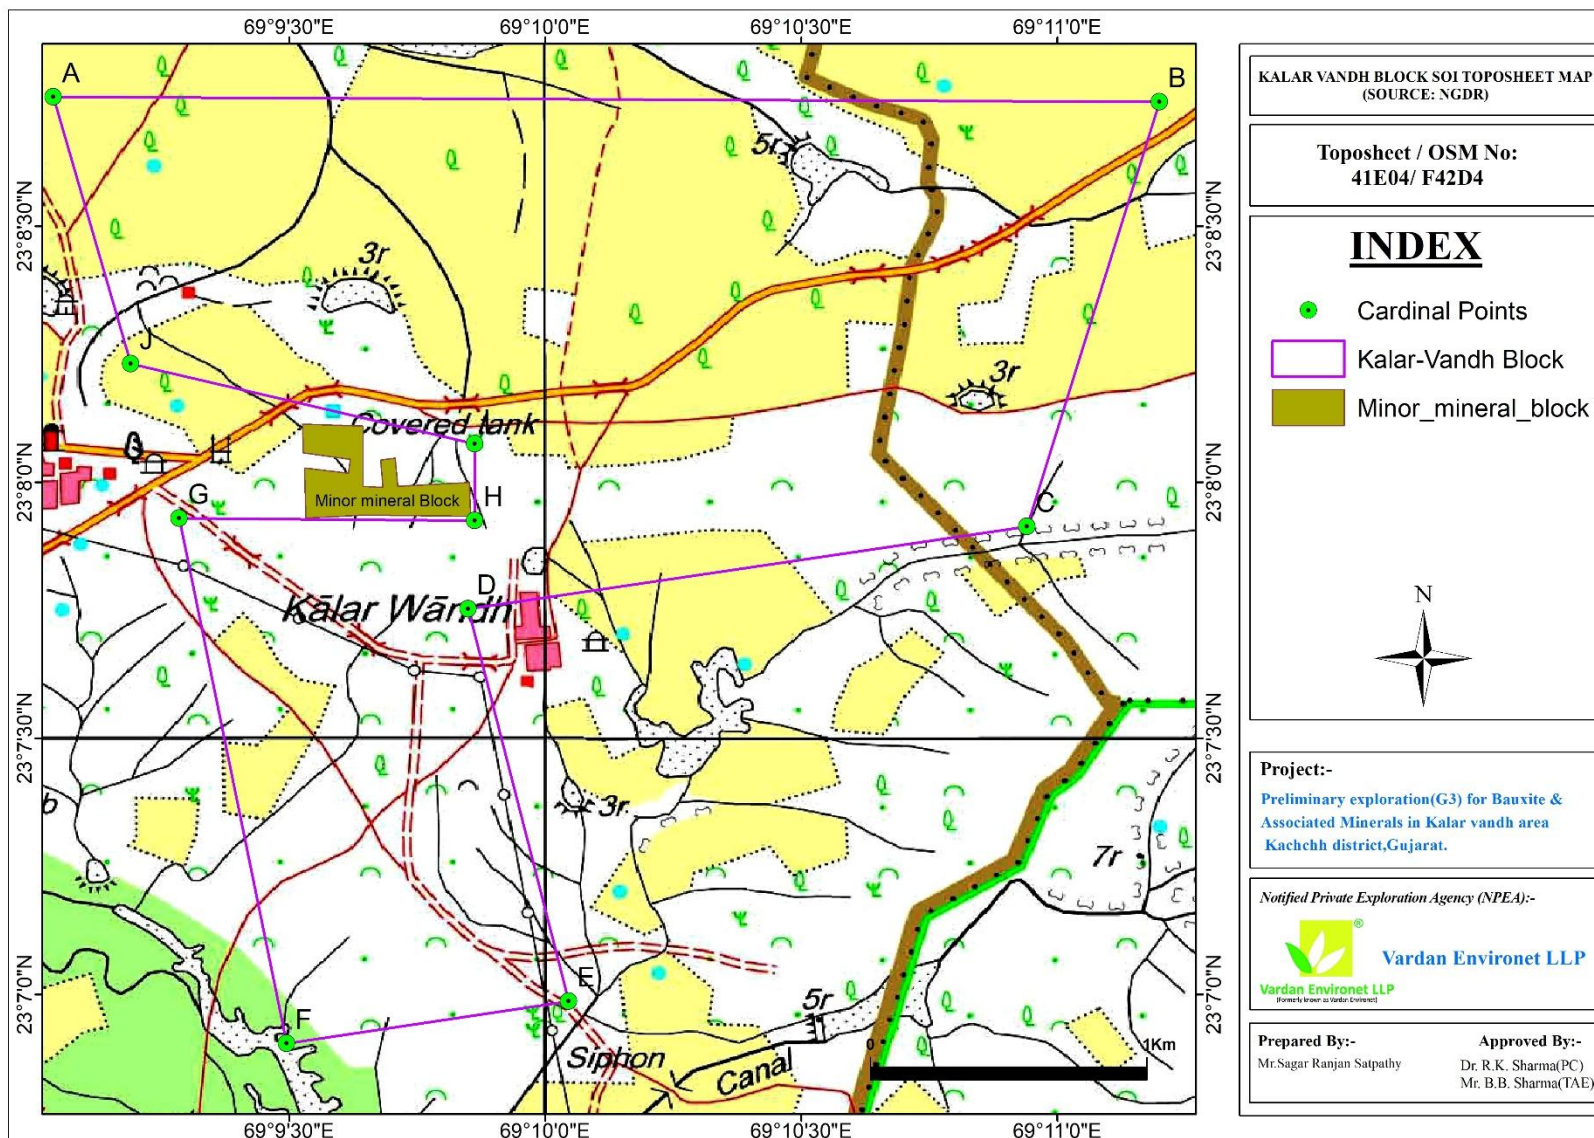 69°9'30"E
69°10'0"E
69°10'30"E
69°11'0"E
A
B
5r
23°8'30"N
23°8'30"N
3r
J
3r
Covered tank
23°8'0"N
23°8'0"N
G
Minor mineral Block
H
C
D
Kālar Wāndh
23°7'30"N
23°7'30"N
b
3r
7r
E
23°7'0"N
23°7'0"N
F
5r
Siphon
Canal
0
1Km
69°9'30"E
69°10'0"E
69°10'30"E
69°11'0"E
KALAR VANDH BLOCK SOI TOPOSHEET MAP
(SOURCE: NGDR)
Toposheet / OSM No:
41E04/ F42D4
INDEX
Cardinal Points
Kalar-Vandh Block
Minor_mineral_block
N
Project:-
Preliminary exploration(G3) for Bauxite &
Associated Minerals in Kalar vandh area
Kachchh district,Gujarat.
Notified Private Exploration Agency (NPEA):-
®
Vardan Environet LLP
(Formerly known as Vardan Environet)
Vardan Environet LLP
Prepared By:-
Mr.Sagar Ranjan Satpathy
Approved By:-
Dr. R.K. Sharma(PC)
Mr. B.B. Sharma(TAE)